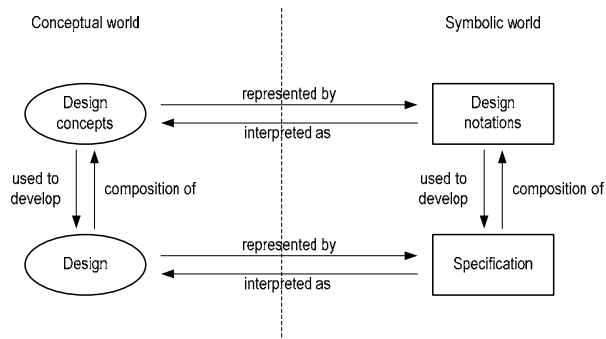 Conceptual world
Symbolic world
Design
concepts
represented by
interpreted as
Design
notations
used to
develop
composition of
used to
develop
composition of
Design
represented by
interpreted as
Specification